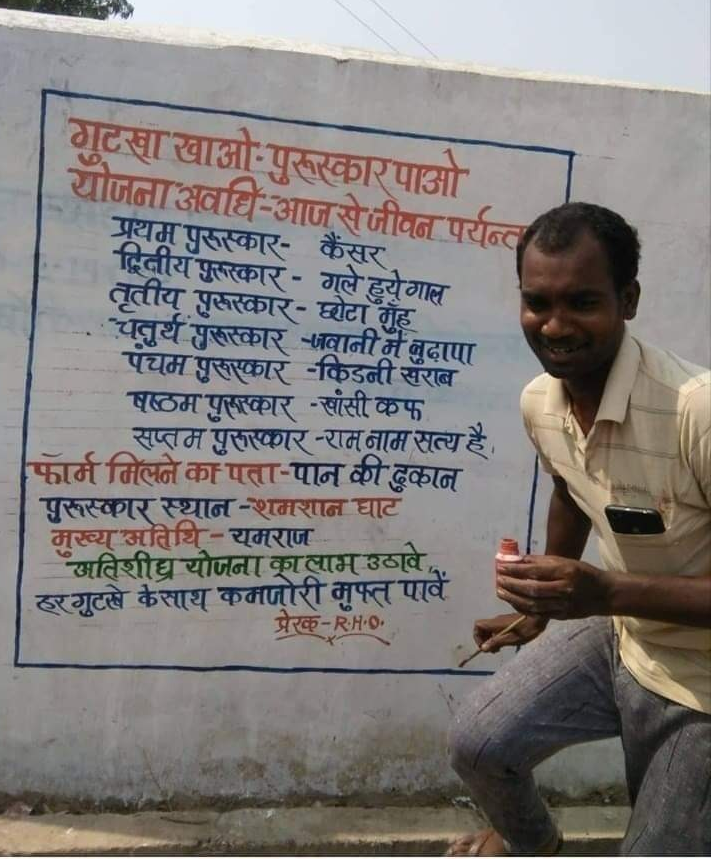 गुटखा खाओ-पुरूस्कार पाओ
योजना अवधि-आज से जीवन पर्यन्त
प्रथम पुरूस्कार- कैंसर
द्वितीय पुरूस्कार - गले हुये गाल
तृतीय पुरूस्कार - छोटा मुंह
चतुर्थ पुरूस्कार -जवानी में बुढापा
पंचम पुरूस्कार -किडनी खराब
षष्ठम पुरूस्कार -खांसी कफ
सप्तम पुरूस्कार -राम नाम सत्य है.
फॉर्म मिलने का पता-पान की दुकान
पुरूस्कार स्थान -शमशान घाट
मुख्य अतिथि - यमराज
अतिशीघ्र योजना का लाभ उठावे,
हर गुटखे के साथ कमजोरी मुफ्त पावें
प्रेरक-R.H.O.